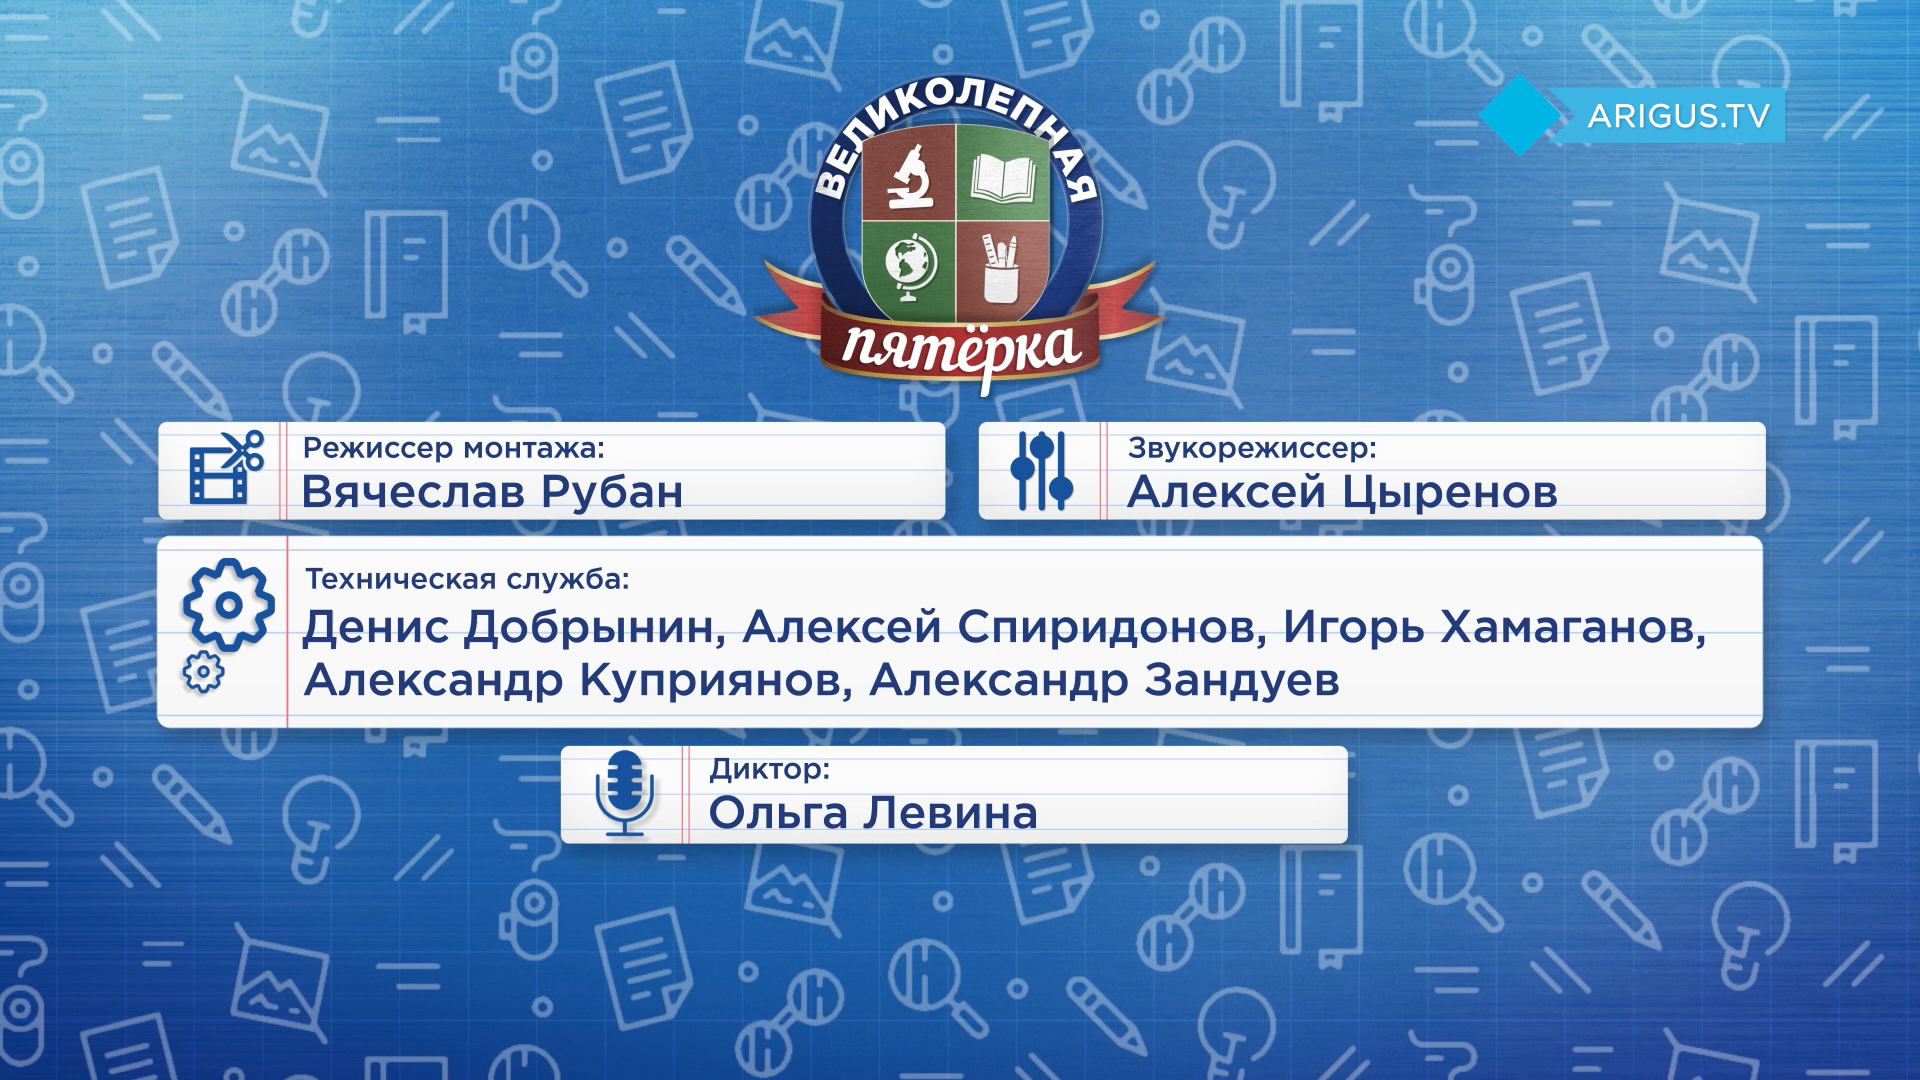 ВЕЛИКОЛЕПНАЯ
пятёрка
ARIGUS.TV
Режиссер монтажа:
Вячеслав Рубан
Звукорежиссер:
Алексей Цыренов
Техническая служба:
Денис Добрынин, Алексей Спиридонов, Игорь Хамаганов,
Александр Куприянов, Александр Зандуев
Диктор:
Ольга Левина